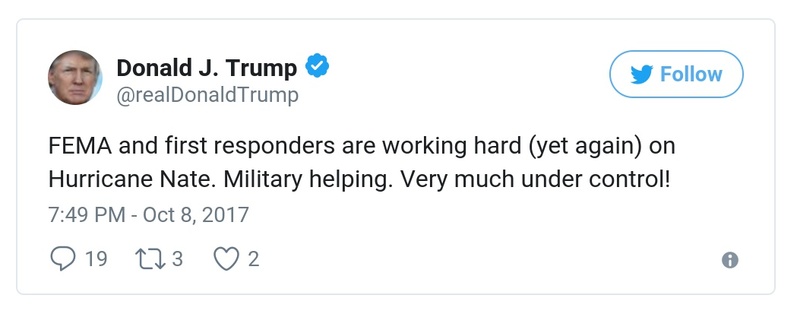 Donald J. Trump
Follow
@realDonaldTrump
FEMA and first responders are working hard (yet again) on
Hurricane Nate. Military helping. Very much under control!
7:49 PM - Oct 8, 2017
19 3 2